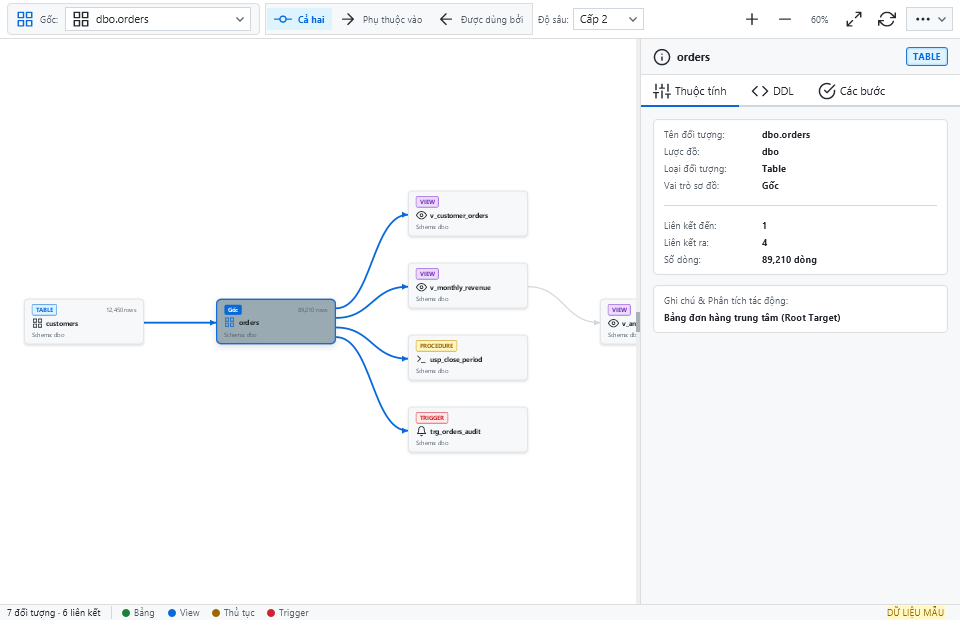 Gốc:
dbo.orders
Cả hai
Phụ thuộc vào
Được dùng bởi
Độ sâu:
Cấp 2
60%
orders
TABLE
Thuộc tính
DDL
Các bước
Tên đối tượng: dbo.orders
Lược đồ: dbo
Loại đối tượng: Table
Vai trò sơ đồ: Gốc
Liên kết đến: 1
Liên kết ra: 4
Số dòng: 89,210 dòng
Ghi chú & Phân tích tác động:
Bảng đơn hàng trung tâm (Root Target)
VIEW
v_customer_orders
Schema: dbo
VIEW
v_monthly_revenue
Schema: dbo
TABLE
12,450 rows
customers
Schema: dbo
Gốc
89,210 rows
orders
Schema: dbo
VIEW
PROCEDURE
usp_close_period
Schema: dbo
TRIGGER
trg_orders_audit
Schema: dbo
7 đối tượng · 6 liên kết
Bảng
View
Thủ tục
Trigger
DỮ LIỆU MẪU